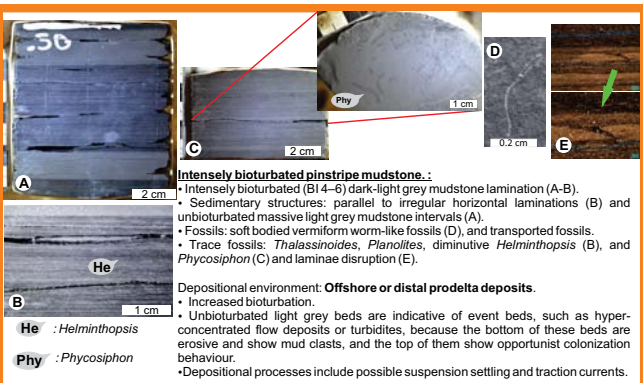 .50
A
2 cm
C
2 cm
Phy
1 cm
D
0.2 cm
E
B
He
1 cm
He : Helminthopsis
Phy : Phycosiphon
Intensely bioturbated pinstripe mudstone. :
• Intensely bioturbated (BI 4–6) dark-light grey mudstone lamination (A-B).
• Sedimentary structures: parallel to irregular horizontal laminations (B) and
unbioturbated massive light grey mudstone intervals (A).
• Fossils: soft bodied vermiform worm-like fossils (D), and transported fossils.
• Trace fossils: Thalassinoides, Planolites, diminutive Helminthopsis (B), and
Phycosiphon (C) and laminae disruption (E).
Depositional environment: Offshore or distal prodelta deposits.
• Increased bioturbation.
• Unbioturbated light grey beds are indicative of event beds, such as hyper-
concentrated flow deposits or turbidites, because the bottom of these beds are
erosive and show mud clasts, and the top of them show opportunist colonization
behaviour.
•Depositional processes include possible suspension settling and traction currents.